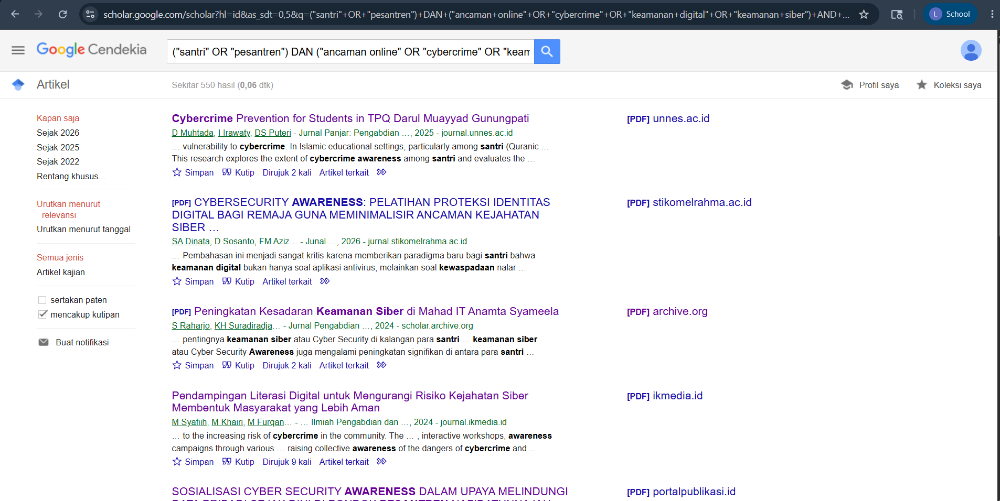 scholar.google.com/scholar?hl=id&as_sdt=0,5&q=("santri"+OR+"pesantren")+DAN+("ancaman+online"+OR+"cybercrime"+OR+"keamanan+digital"+OR+"keamanan+siber")+AND+...
L School
Google Cendekia
("santri" OR "pesantren") DAN ("ancaman online" OR "cybercrime" OR "keam
Artikel
Sekitar 550 hasil (0,06 dtk)
Profil saya
Koleksi saya
Kapan saja
Sejak 2026
Sejak 2025
Sejak 2022
Rentang khusus...
Urutkan menurut
relevansi
Urutkan menurut tanggal
Semua jenis
Artikel kajian
sertakan paten
mencakup kutipan
Buat notifikasi
Cybercrime Prevention for Students in TPQ Darul Muayyad Gunungpati
D Muhtada, I Irawaty, DS Puteri - Jurnal Panjar: Pengabdian …, 2025 - journal.unnes.ac.id
… vulnerability to cybercrime. In Islamic educational settings, particularly among santri (Quranic …
This research explores the extent of cybercrime awareness among santri and evaluates the …
Simpan Kutip Dirujuk 2 kali Artikel terkait
[PDF] unnes.ac.id
[PDF] CYBERSECURITY AWARENESS: PELATIHAN PROTEKSI IDENTITAS
DIGITAL BAGI REMAJA GUNA MEMINIMALISIR ANCAMAN KEJAHATAN
SIBER …
SA Dinata, D Sosanto, FM Aziz… - Junal …, 2026 - jurnal.stikomelrahma.ac.id
… Pembahasan ini menjadi sangat kritis karena memberikan paradigma baru bagi santri bahwa
keamanan digital bukan hanya soal aplikasi antivirus, melainkan soal kewaspadaan nalar …
Simpan Kutip Artikel terkait
[PDF] stikomelrahma.ac.id
[PDF] Peningkatan Kesadaran Keamanan Siber di Mahad IT Anamta Syameela
S Raharjo, KH Suradiradja… - Jurnal Pengabdian …, 2024 - scholar.archive.org
… pentingnya keamanan siber atau Cyber Security di kalangan para santri … keamanan siber
atau Cyber Security Awareness juga mengalami peningkatan signifikan di antara para santri …
Simpan Kutip Dirujuk 2 kali Artikel terkait
[PDF] archive.org
Pendampingan Literasi Digital untuk Mengurangi Risiko Kejahatan Siber
Membentuk Masyarakat yang Lebih Aman
M Syafiih, M Khairi, M Furqan… - … Ilmiah Pengabdian dan …, 2024 - journal.ikmedia.id
… to the increasing risk of cybercrime in the community. The … , interactive workshops, awareness
campaigns through various … raising collective awareness of the dangers of cybercrime and …
Simpan Kutip Dirujuk 9 kali Artikel terkait
[PDF] ikmedia.id
SOSIALISASI CYBER SECURITY AWARENESS DALAM UPAYA MELINDUNGI
DATA PRIBADI SEJAK DINI DI PONDOK PESANTREN
[PDF] portalpublikasi.id